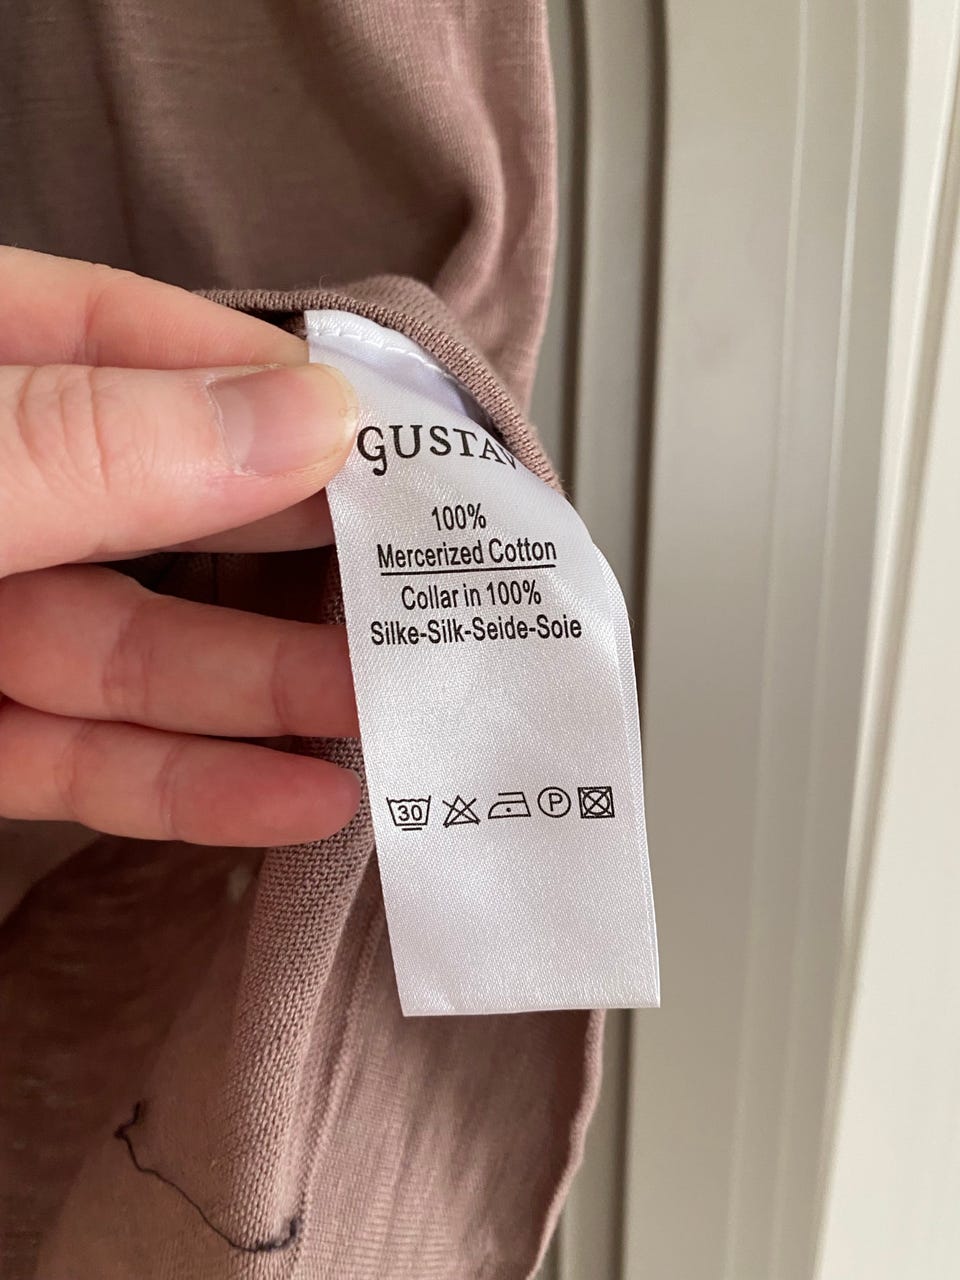 GUSTAV
100%
Mercerized Cotton
Collar in 100%
Silke-Silk-Seide-Soie
30 P